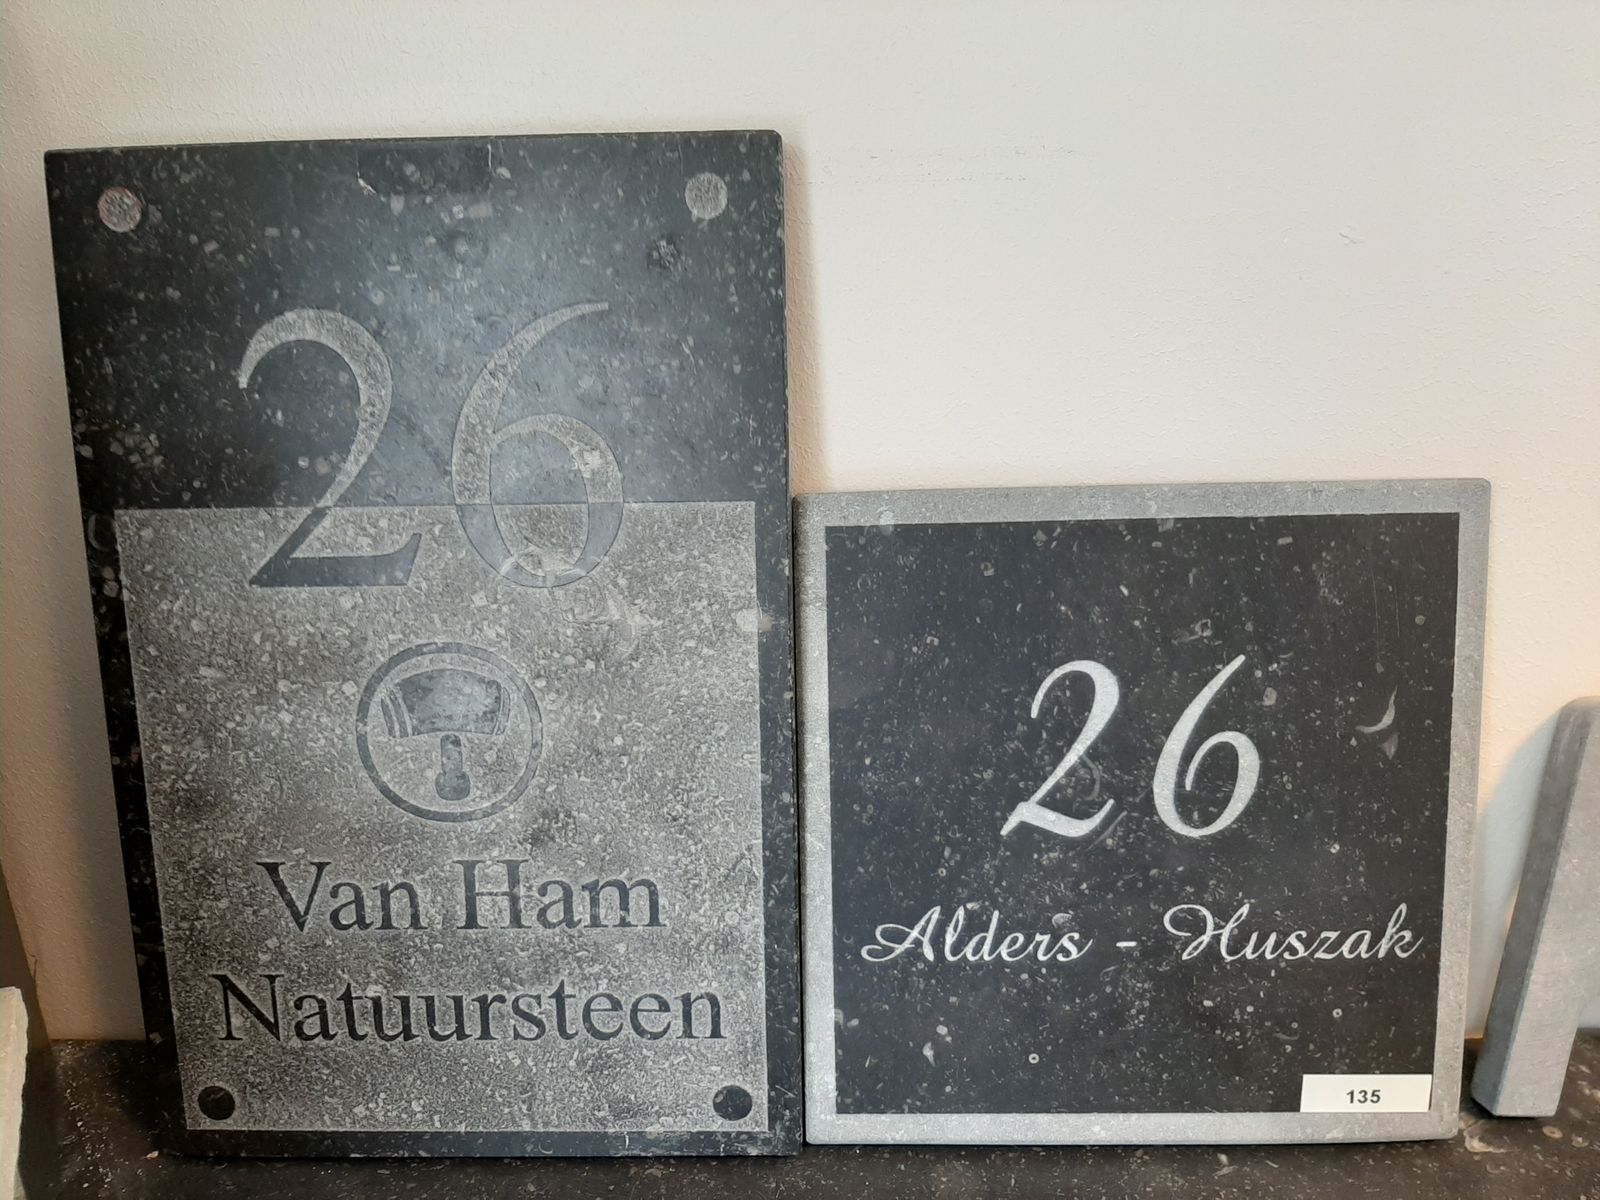 26
Van Ham
Natuursteen
26
Alders - Huszak
135